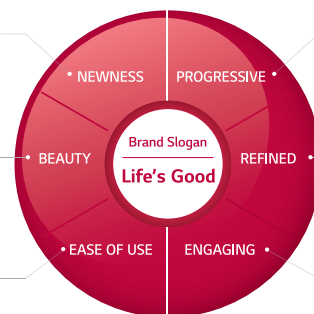 NEWNESS
PROGRESSIVE
Brand Slogan
BEAUTY
REFINED
Life's Good
EASE OF USE
ENGAGING